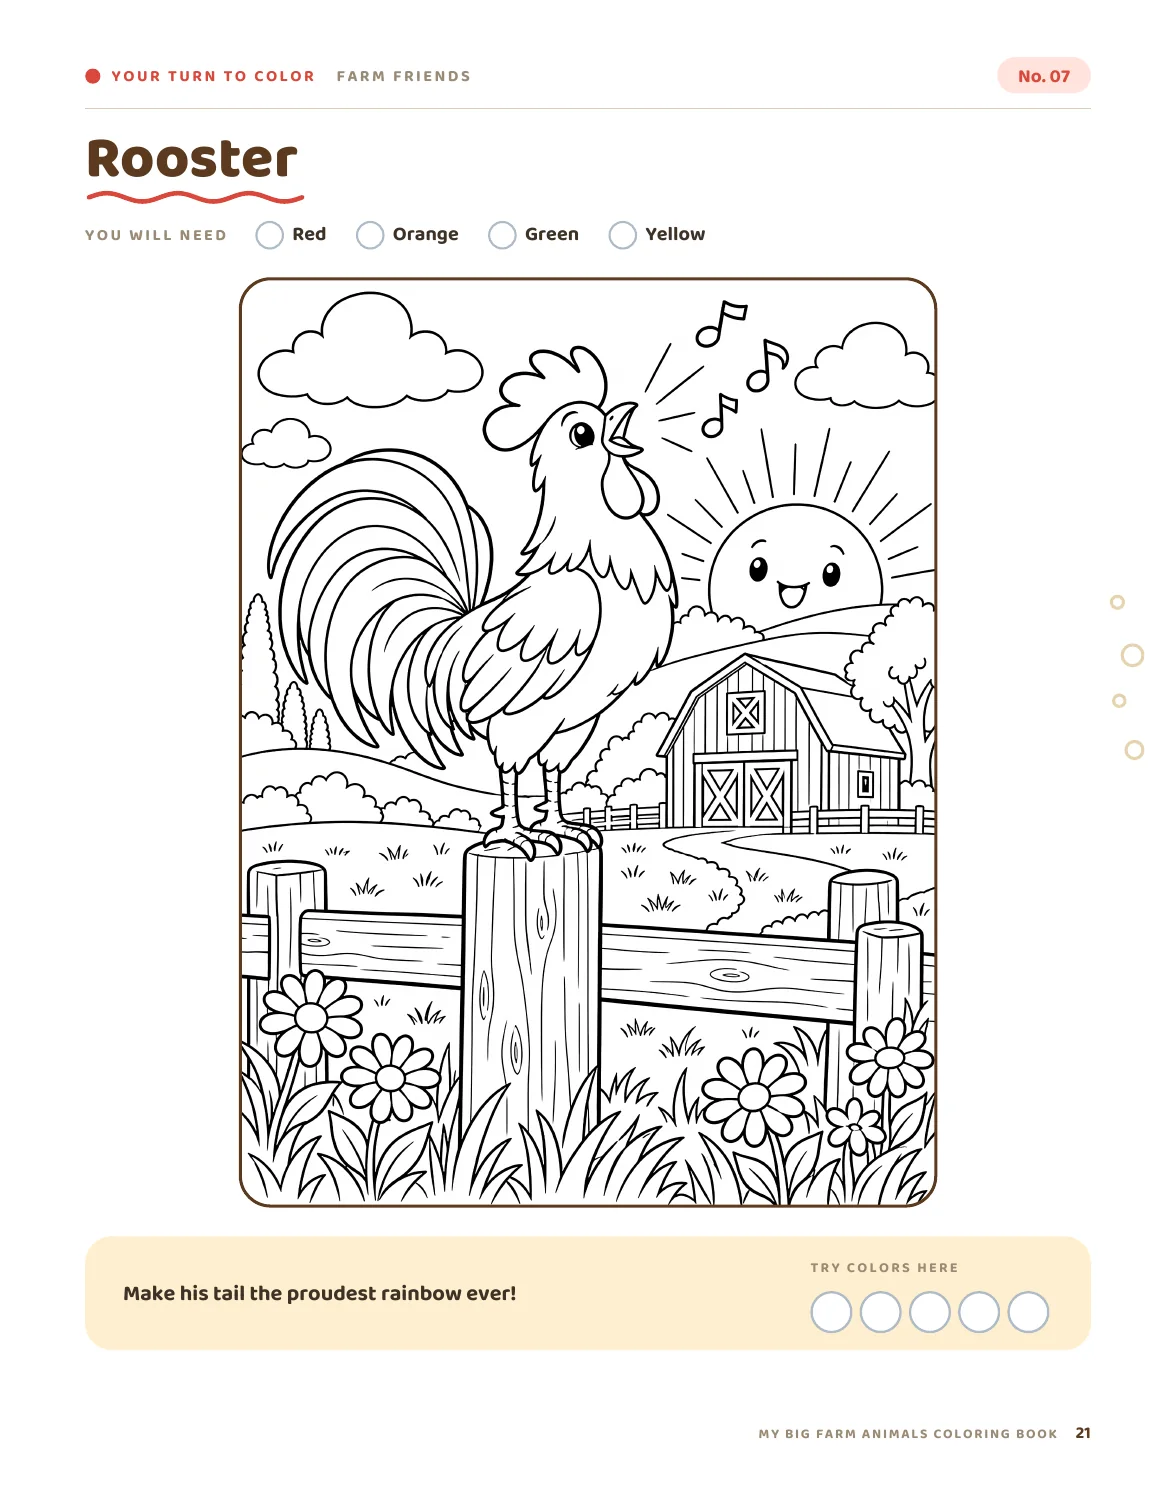 YOUR TURN TO COLOR FARM FRIENDS No. 07
Rooster
YOU WILL NEED Red Orange Green Yellow
Make his tail the proudest rainbow ever!
TRY COLORS HERE
MY BIG FARM ANIMALS COLORING BOOK 21